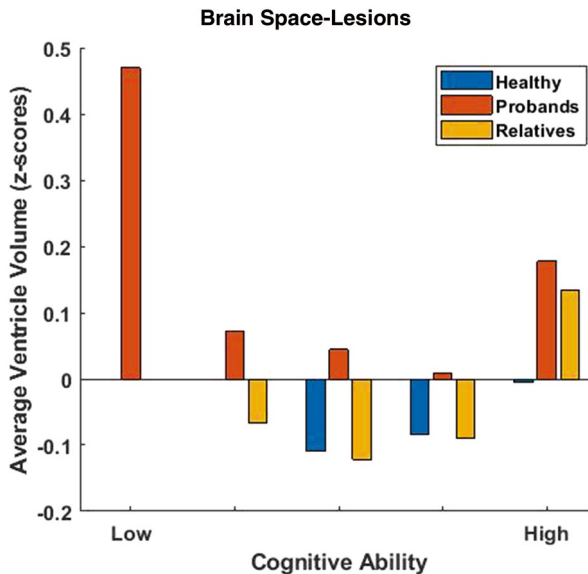 Brain Space-Lesions
0.5
0.4
0.3
0.2
0.1
0
-0.1
-0.2
Average Ventricle Volume (z-scores)
Healthy
Probands
Relatives
Low
High
Cognitive Ability